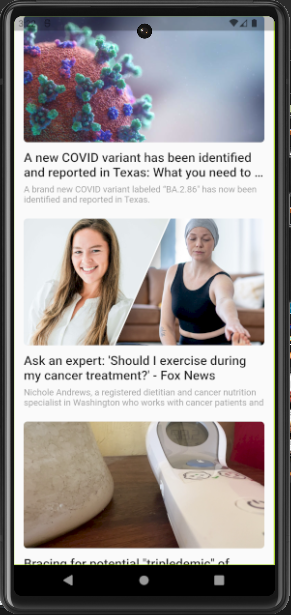 A new COVID variant has been identified
and reported in Texas: What you need to ...
A brand new COVID variant labeled "BA.2.86" has now been
identified and reported in Texas.
Ask an expert: 'Should I exercise during
my cancer treatment?' - Fox News
Nichole Andrews, a registered dietitian and cancer nutrition
specialist in Washington who works with cancer patients and
Bracing for potential "tripledemic" of